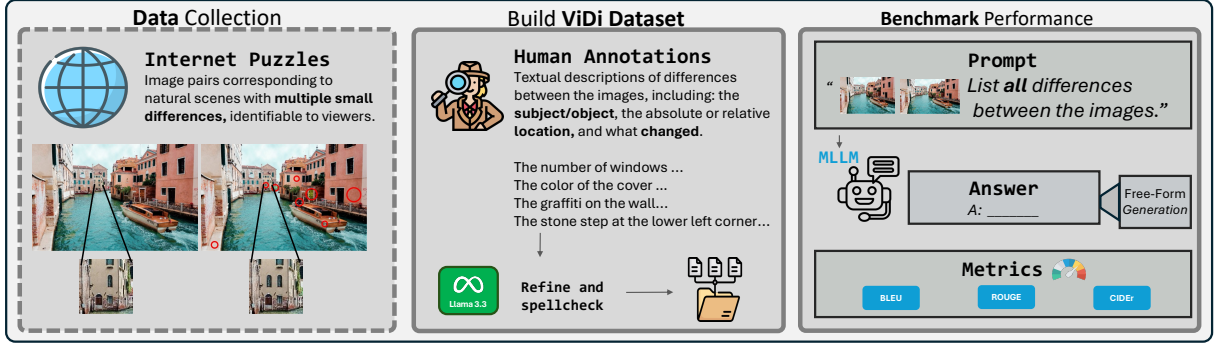 Data Collection
Internet Puzzles
Image pairs corresponding to
natural scenes with multiple small
differences, identifiable to viewers.
Build ViDi Dataset
Human Annotations
Textual descriptions of differences
between the images, including: the
subject/object, the absolute or relative
location, and what changed.
The number of windows ...
The color of the cover ...
The graffiti on the wall...
The stone step at the lower left corner...
Llama 3.3
Refine and
spellcheck
Benchmark Performance
Prompt
“ List all differences
between the images.”
MLLM
Answer
A: ______
Free-Form
Generation
Metrics
BLEU
ROUGE
CIDEr